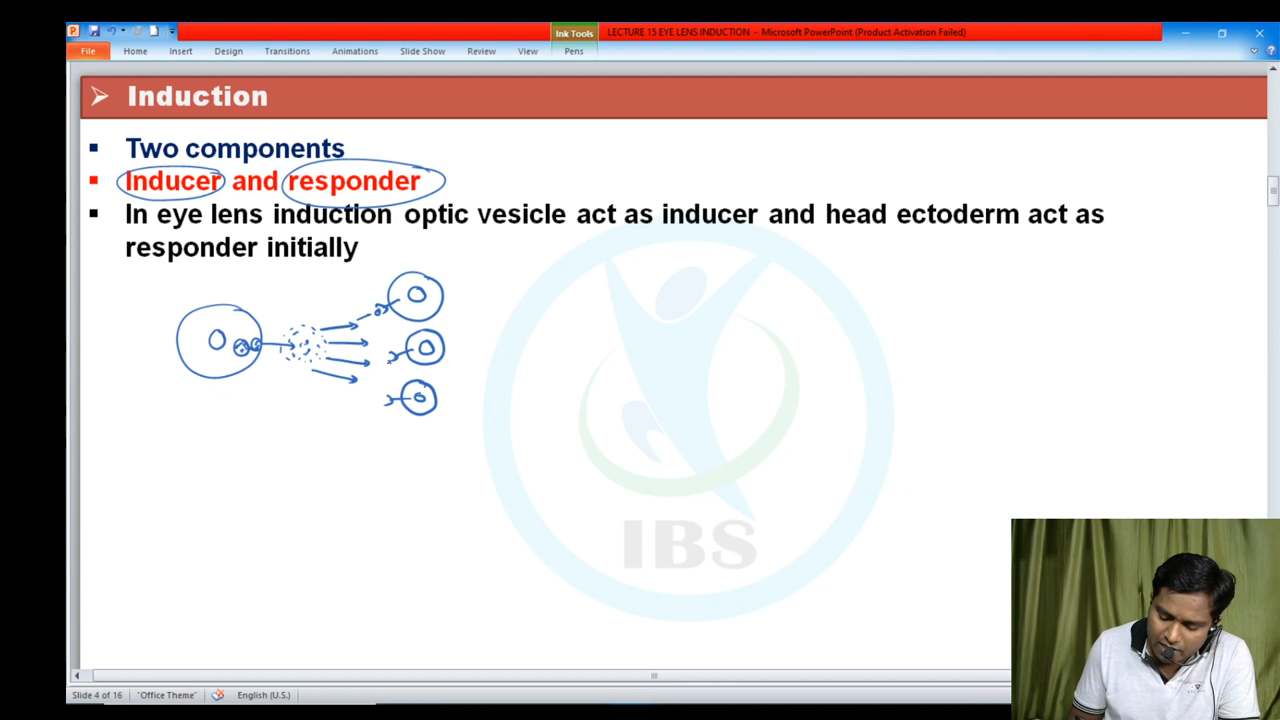 Ink Tools
LECTURE 15 EYE LENS INDUCTION - Microsoft PowerPoint (Product Activation Failed)
File Home Insert Design Transitions Animations Slide Show Review View Pens
Induction
Two components
Inducer and responder
In eye lens induction optic vesicle act as inducer and head ectoderm act as
responder initially
IBS
Slide 4 of 16 "Office Theme" English (U.S.)